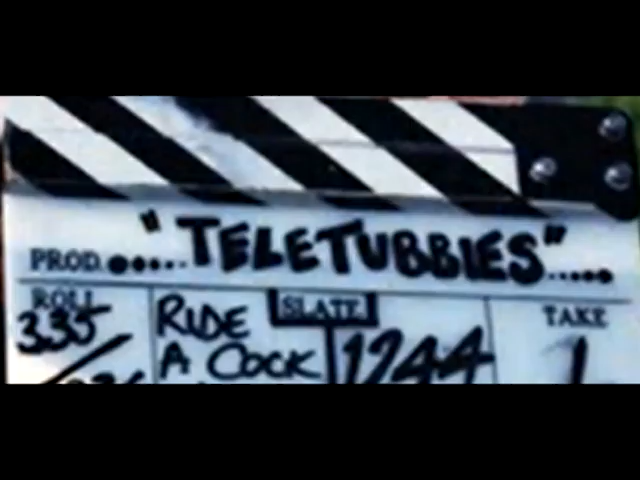 PROD......"TELETUBBIES".....
ROLL SLATE TAKE
335 RIDE 1244 1
A COCK